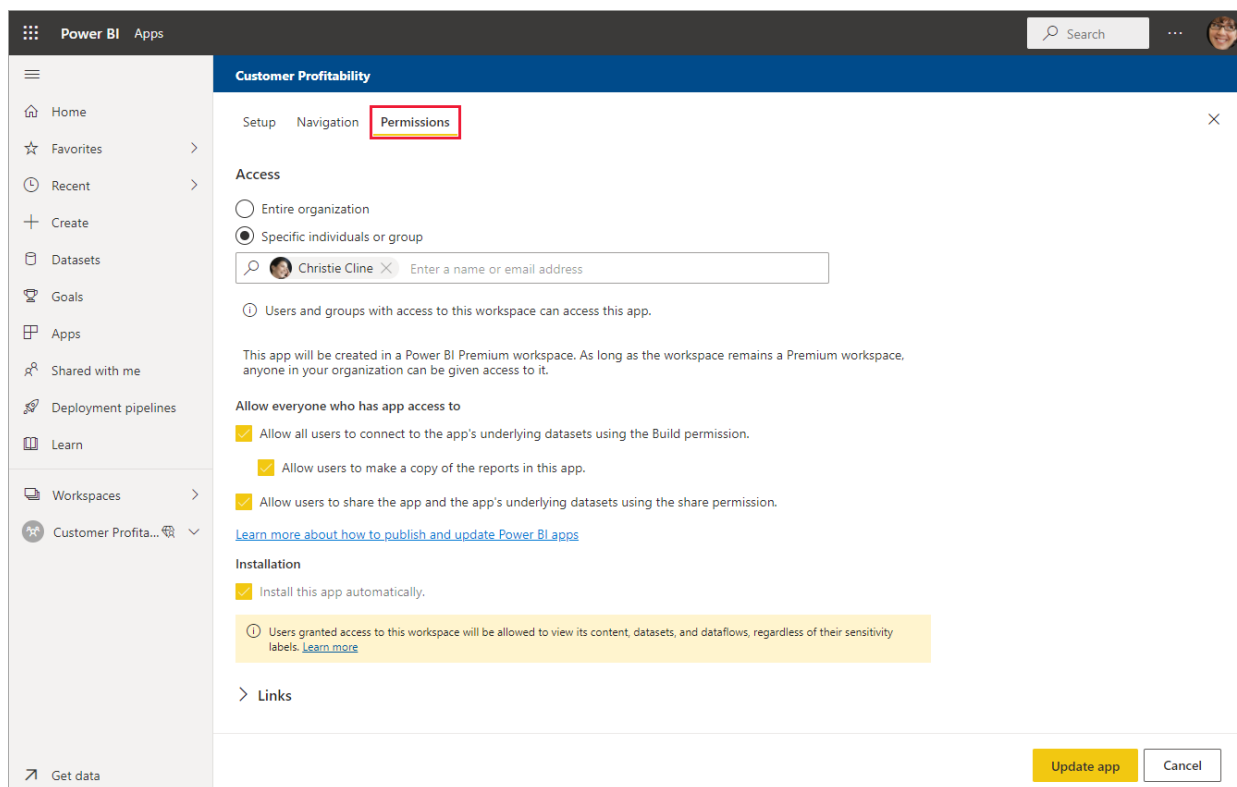 Power BI Apps
Search
...
Customer Profitability
Home
Favorites
Recent
Create
Datasets
Goals
Apps
Shared with me
Deployment pipelines
Learn
Workspaces
Customer Profita...
Get data
Setup Navigation Permissions
Access
Entire organization
Specific individuals or group
Christie Cline Enter a name or email address
Users and groups with access to this workspace can access this app.
This app will be created in a Power BI Premium workspace. As long as the workspace remains a Premium workspace,
anyone in your organization can be given access to it.
Allow everyone who has app access to
Allow all users to connect to the app's underlying datasets using the Build permission.
Allow users to make a copy of the reports in this app.
Allow users to share the app and the app's underlying datasets using the share permission.
Learn more about how to publish and update Power BI apps
Installation
Install this app automatically.
Users granted access to this workspace will be allowed to view its content, datasets, and dataflows, regardless of their sensitivity
labels. Learn more
Links
Update app Cancel